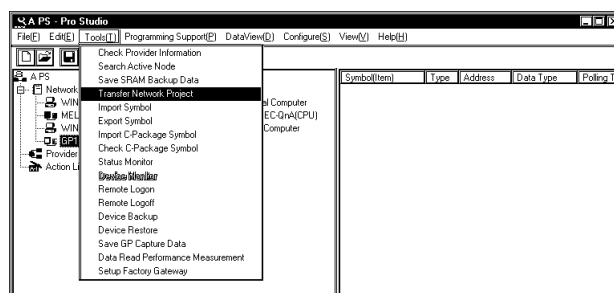 A PS - Pro Studio
File(F) Edit(E) Tools(T) Programming Support(P) DataView(D) Configure(S) View(V) Help(H)
Check Provider Information
Search Active Node
Save SRAM Backup Data
Transfer Network Project
Import Symbol
Export Symbol
Import C-Package Symbol
Check C-Package Symbol
Status Monitor
Device Monitor
Remote Logon
Remote Logoff
Device Backup
Device Restore
Save GP Capture Data
Data Read Performance Measurement
Setup Factory Gateway
A PS
Network
WIN
al Computer
MEL
EC-QnA(CPU)
WIN
Computer
GP1
Provider
Action Li
Symbol(Item) Type Address Data Type Polling T